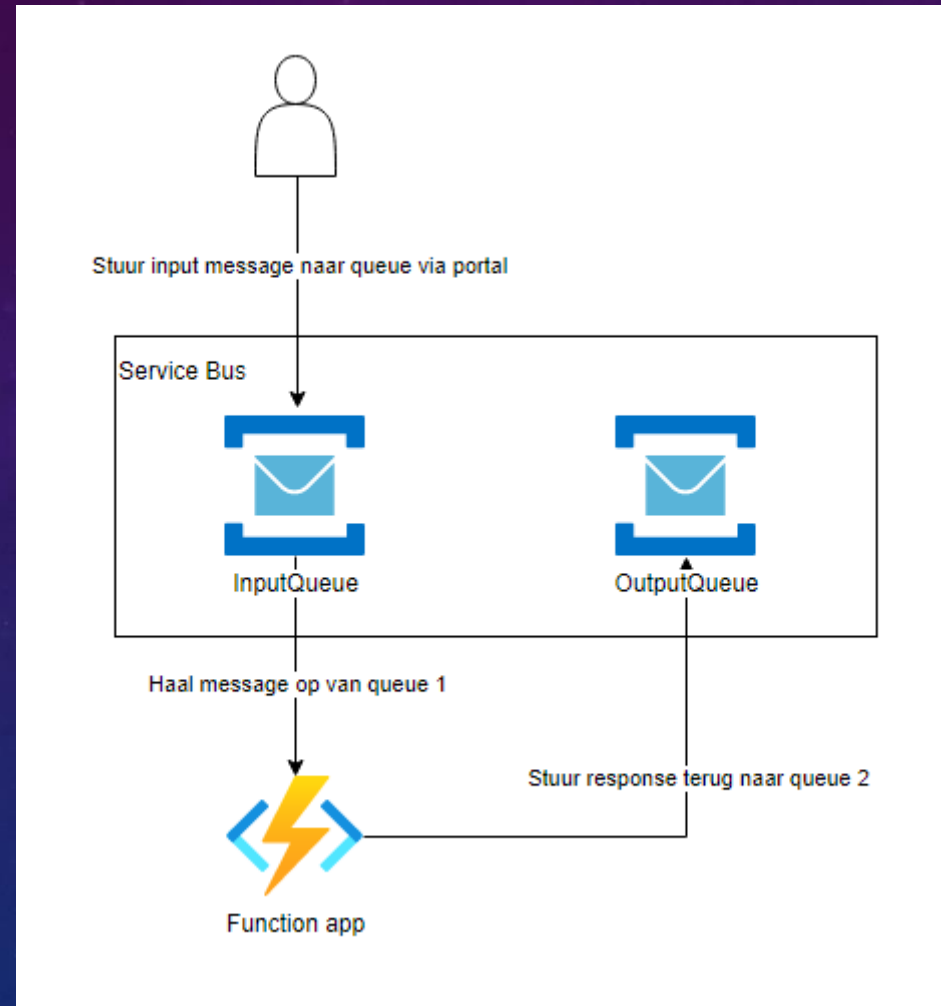 Stuur input message naar queue via portal
Service Bus
InputQueue
OutputQueue
Haal message op van queue 1
Stuur response terug naar queue 2
Function app